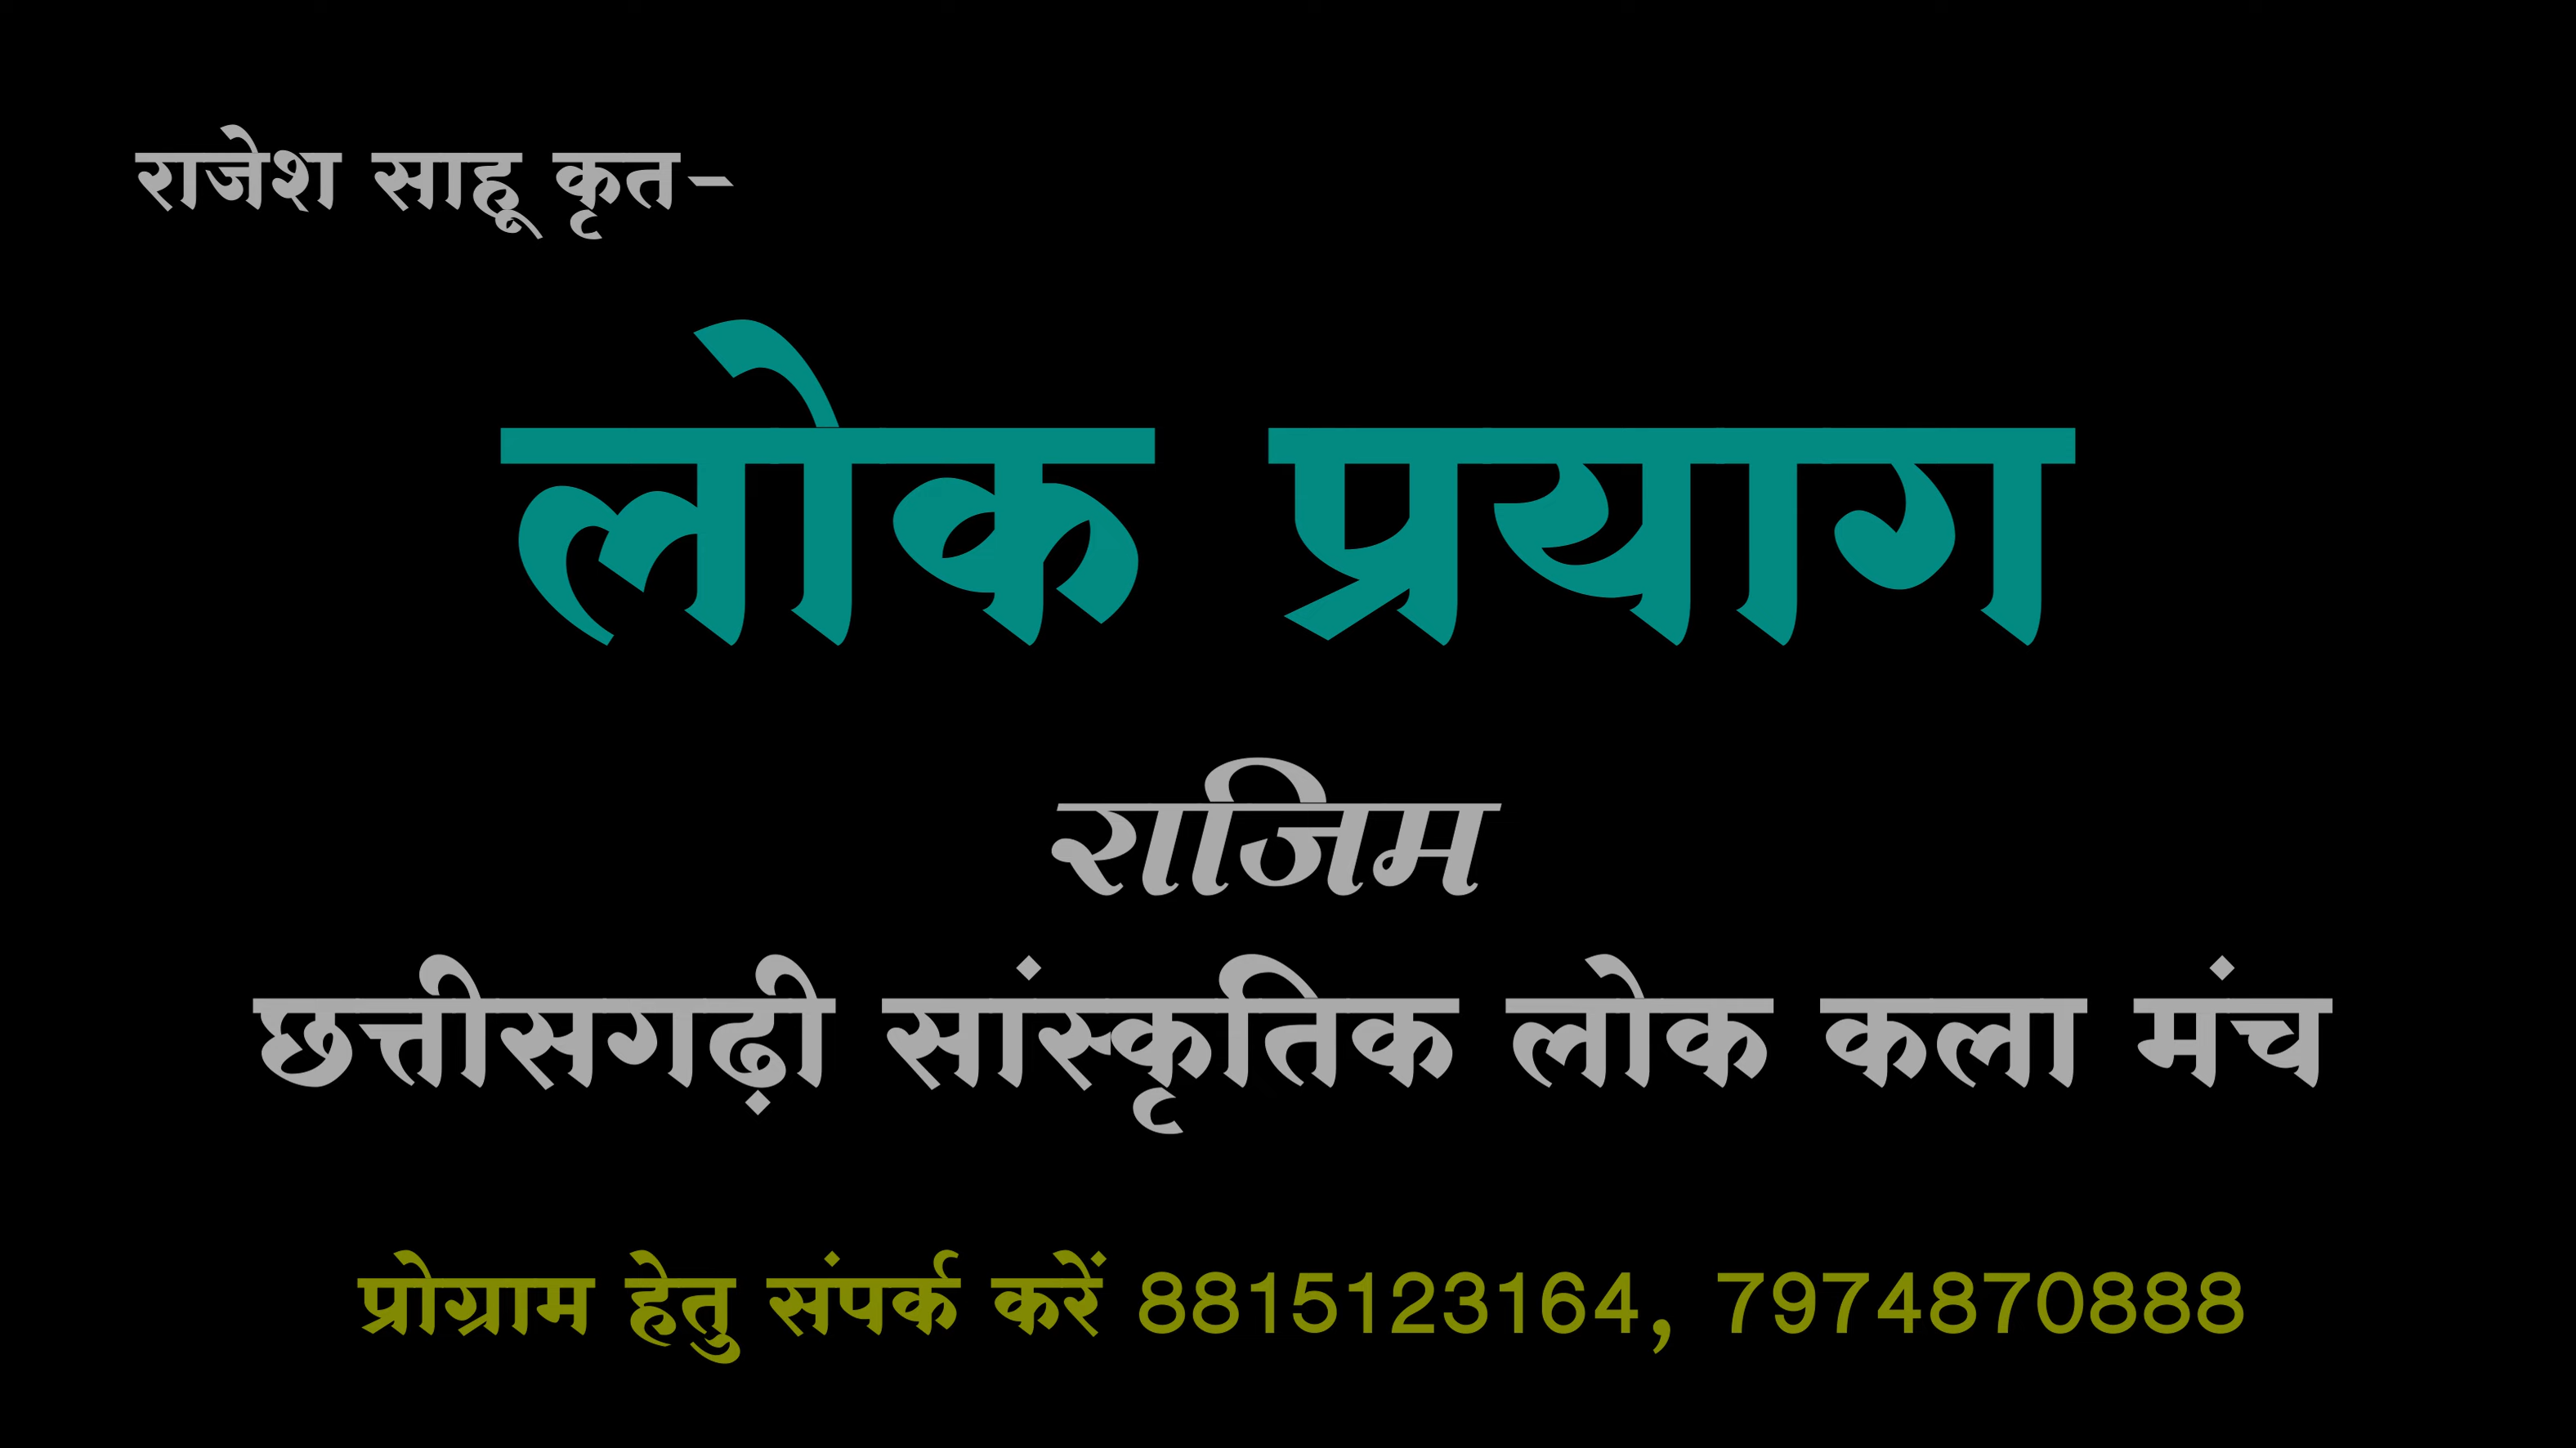 राजेश साहू कृत-
लोक प्रयाग
राजिम
छत्तीसगढ़ी सांस्कृतिक लोक कला मंच
प्रोग्राम हेतु संपर्क करें 8815123164, 7974870888